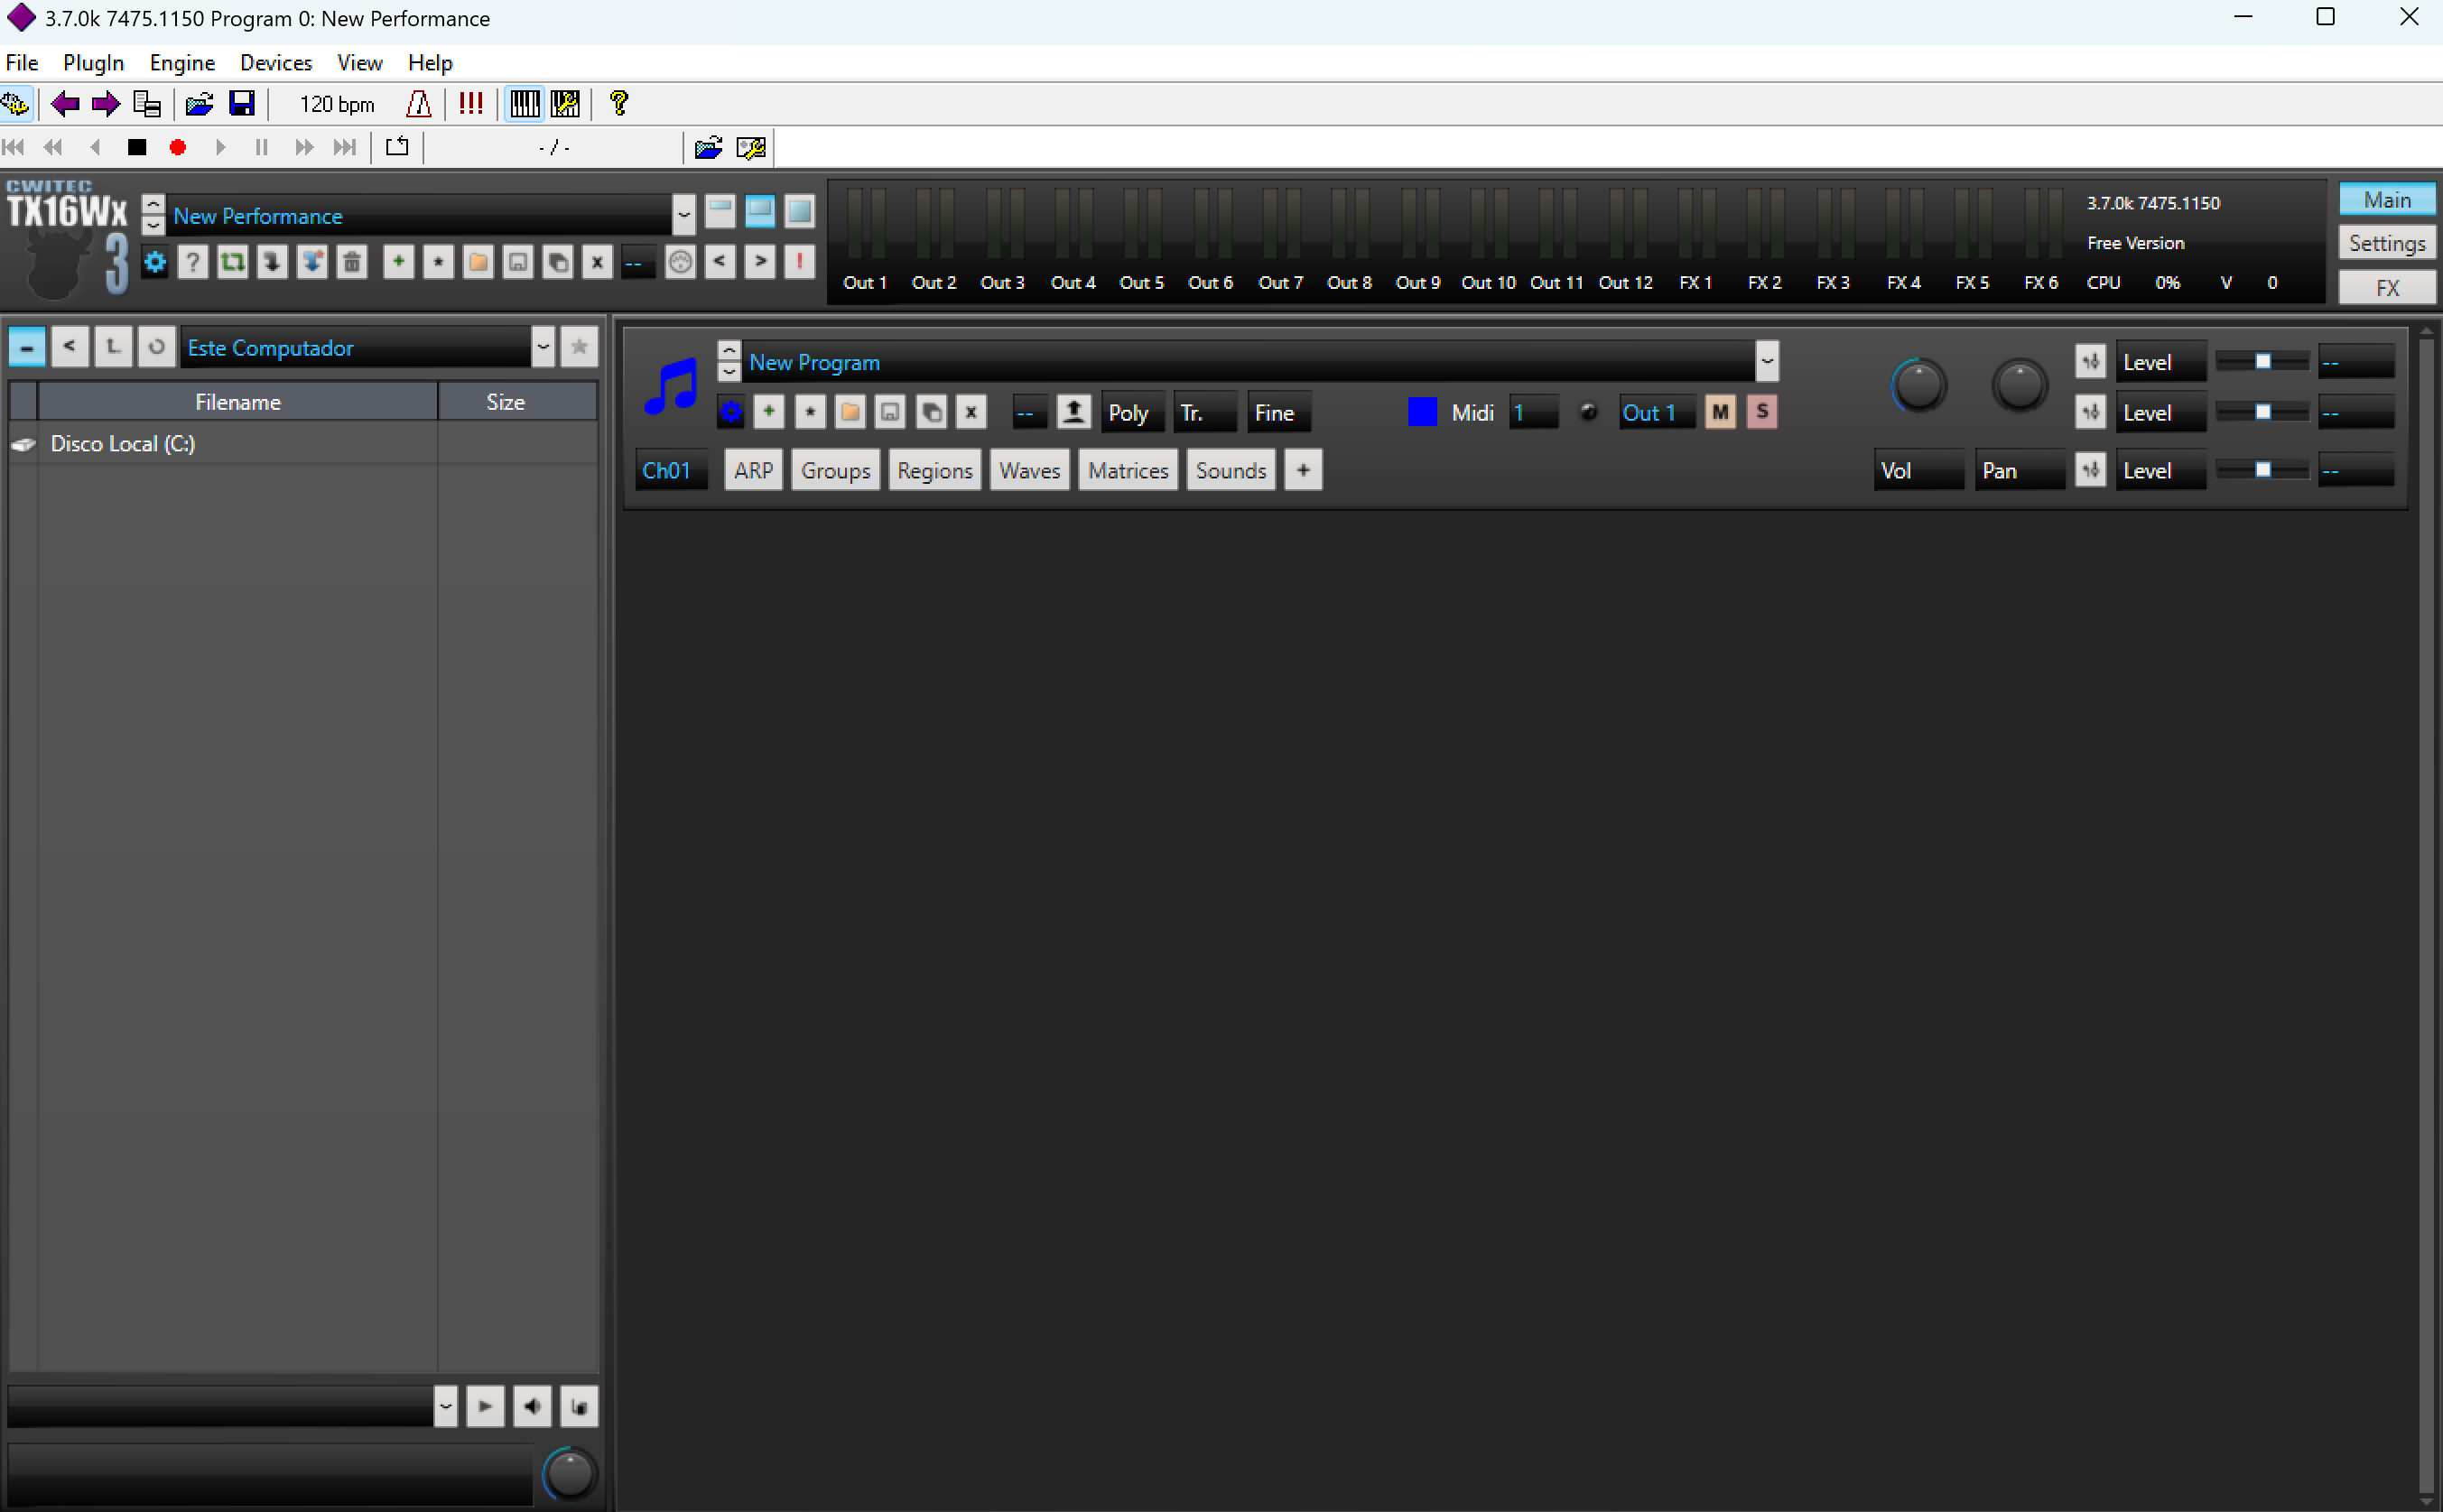 3.7.0k 7475.1150 Program 0: New Performance
File PlugIn Engine Devices View Help
120 bpm !!! ?
- / -
CWITEC
TX16Wx
3
New Performance
? * x -- < > !
Out 1 Out 2 Out 3 Out 4 Out 5 Out 6 Out 7 Out 8 Out 9 Out 10 Out 11 Out 12 FX 1 FX 2 FX 3 FX 4 FX 5 FX 6
3.7.0k 7475.1150
Free Version
CPU 0% V 0
Main
Settings
FX
Este Computador
Filename Size
Disco Local (C:)
New Program
Level --
+ * x -- Poly Tr. Fine Midi 1 Out 1 M S
Level --
Ch01 ARP Groups Regions Waves Matrices Sounds +
Vol Pan Level --